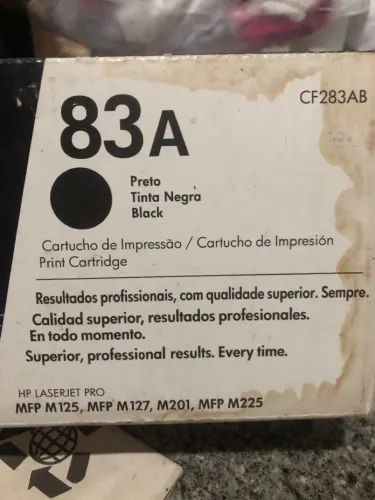 CF283AB
83A
Preto
Tinta Negra
Black
Cartucho de Impressão / Cartucho de Impresión
Print Cartridge
Resultados profissionais, com qualidade superior. Sempre.
Calidad superior, resultados profesionales.
En todo momento.
Superior, professional results. Every time.
HP LASERJET PRO
MFP M125, MFP M127, M201, MFP M225